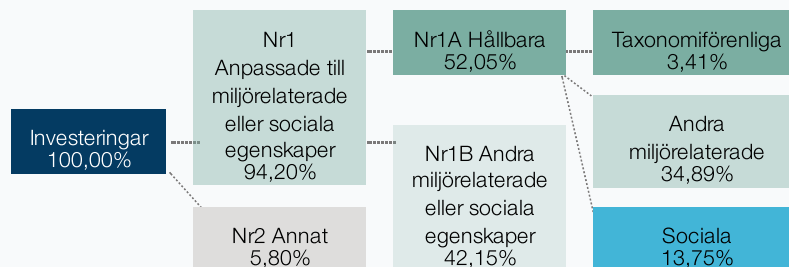 Investeringar
100,00%
Nr1
Anpassade till
miljörelaterade
eller sociala
egenskaper
94,20%
Nr2 Annat
5,80%
Nr1A Hållbara
52,05%
Nr1B Andra
miljörelaterade
eller sociala
egenskaper
42,15%
Taxonomiförenliga
3,41%
Andra
miljörelaterade
34,89%
Sociala
13,75%